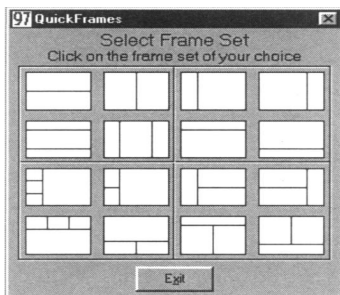 97 QuickFrames
Select Frame Set
Click on the frame set of your choice
Exit